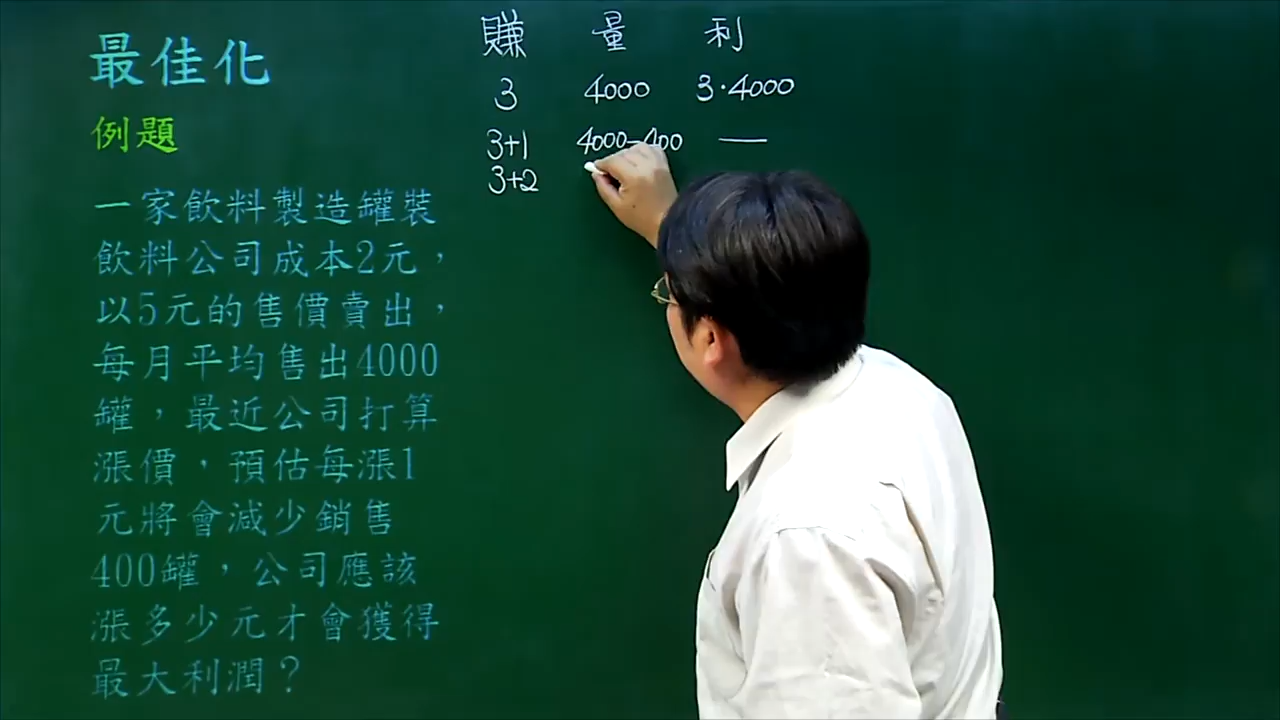 最佳化
例題
一家飲料製造罐裝
飲料公司成本2元，
以5元的售價賣出，
每月平均售出4000
罐，最近公司打算
漲價，預估每漲1
元將會減少銷售
400罐，公司應該
漲多少元才會獲得
最大利潤？
賺 量 利
3 4000 3·4000
3+1 4000-400 —
3+2